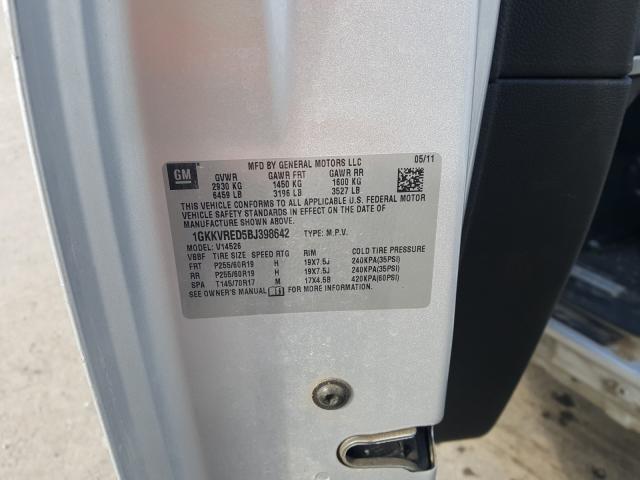 GM
MFD BY GENERAL MOTORS LLC 05/11
GVWR GAWR FRT GAWR RR
2930 KG 1450 KG 1600 KG
6459 LB 3196 LB 3527 LB
THIS VEHICLE CONFORMS TO ALL APPLICABLE U.S. FEDERAL MOTOR
VEHICLE SAFETY STANDARDS IN EFFECT ON THE DATE OF
MANUFACTURE SHOWN ABOVE.
1GKKVRED5BJ398642 TYPE: M.P.V.
MODEL: V14526
VBBF TIRE SIZE SPEED RTG RIM COLD TIRE PRESSURE
FRT P255/60R19 H 19X7.5J 240KPA(35PSI)
RR P255/60R19 H 19X7.5J 240KPA(35PSI)
SPA T145/70R17 M 17X4.5B 420KPA(60PSI)
SEE OWNER'S MANUAL FOR MORE INFORMATION.